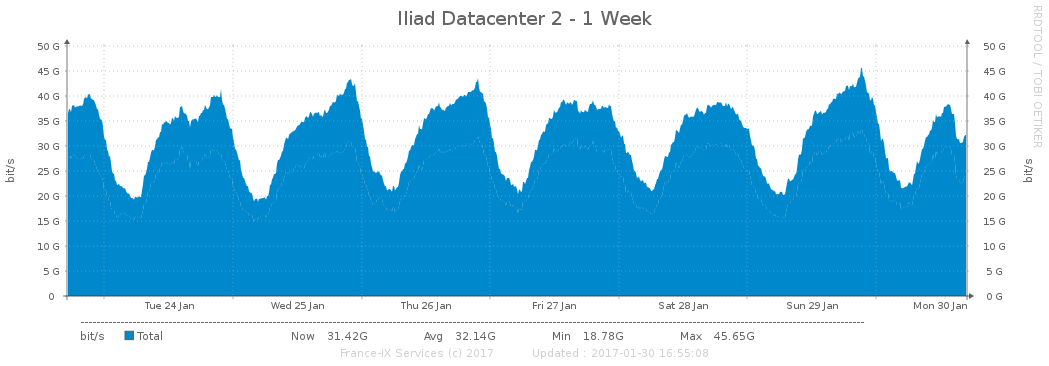 Iliad Datacenter 2 - 1 Week
RRDTOOL / TOBI OETIKER
50 G 50 G
45 G 45 G
40 G 40 G
35 G 35 G
30 G 30 G
25 G 25 G
20 G 20 G
15 G 15 G
10 G 10 G
5 G 5 G
0 0 G
bit/s
bit/s
Tue 24 Jan Wed 25 Jan Thu 26 Jan Fri 27 Jan Sat 28 Jan Sun 29 Jan Mon 30 Jan
bit/s Total Now 31.42G Avg 32.14G Min 18.78G Max 45.65G
France-IX Services (c) 2017 Updated : 2017-01-30 16:55:08